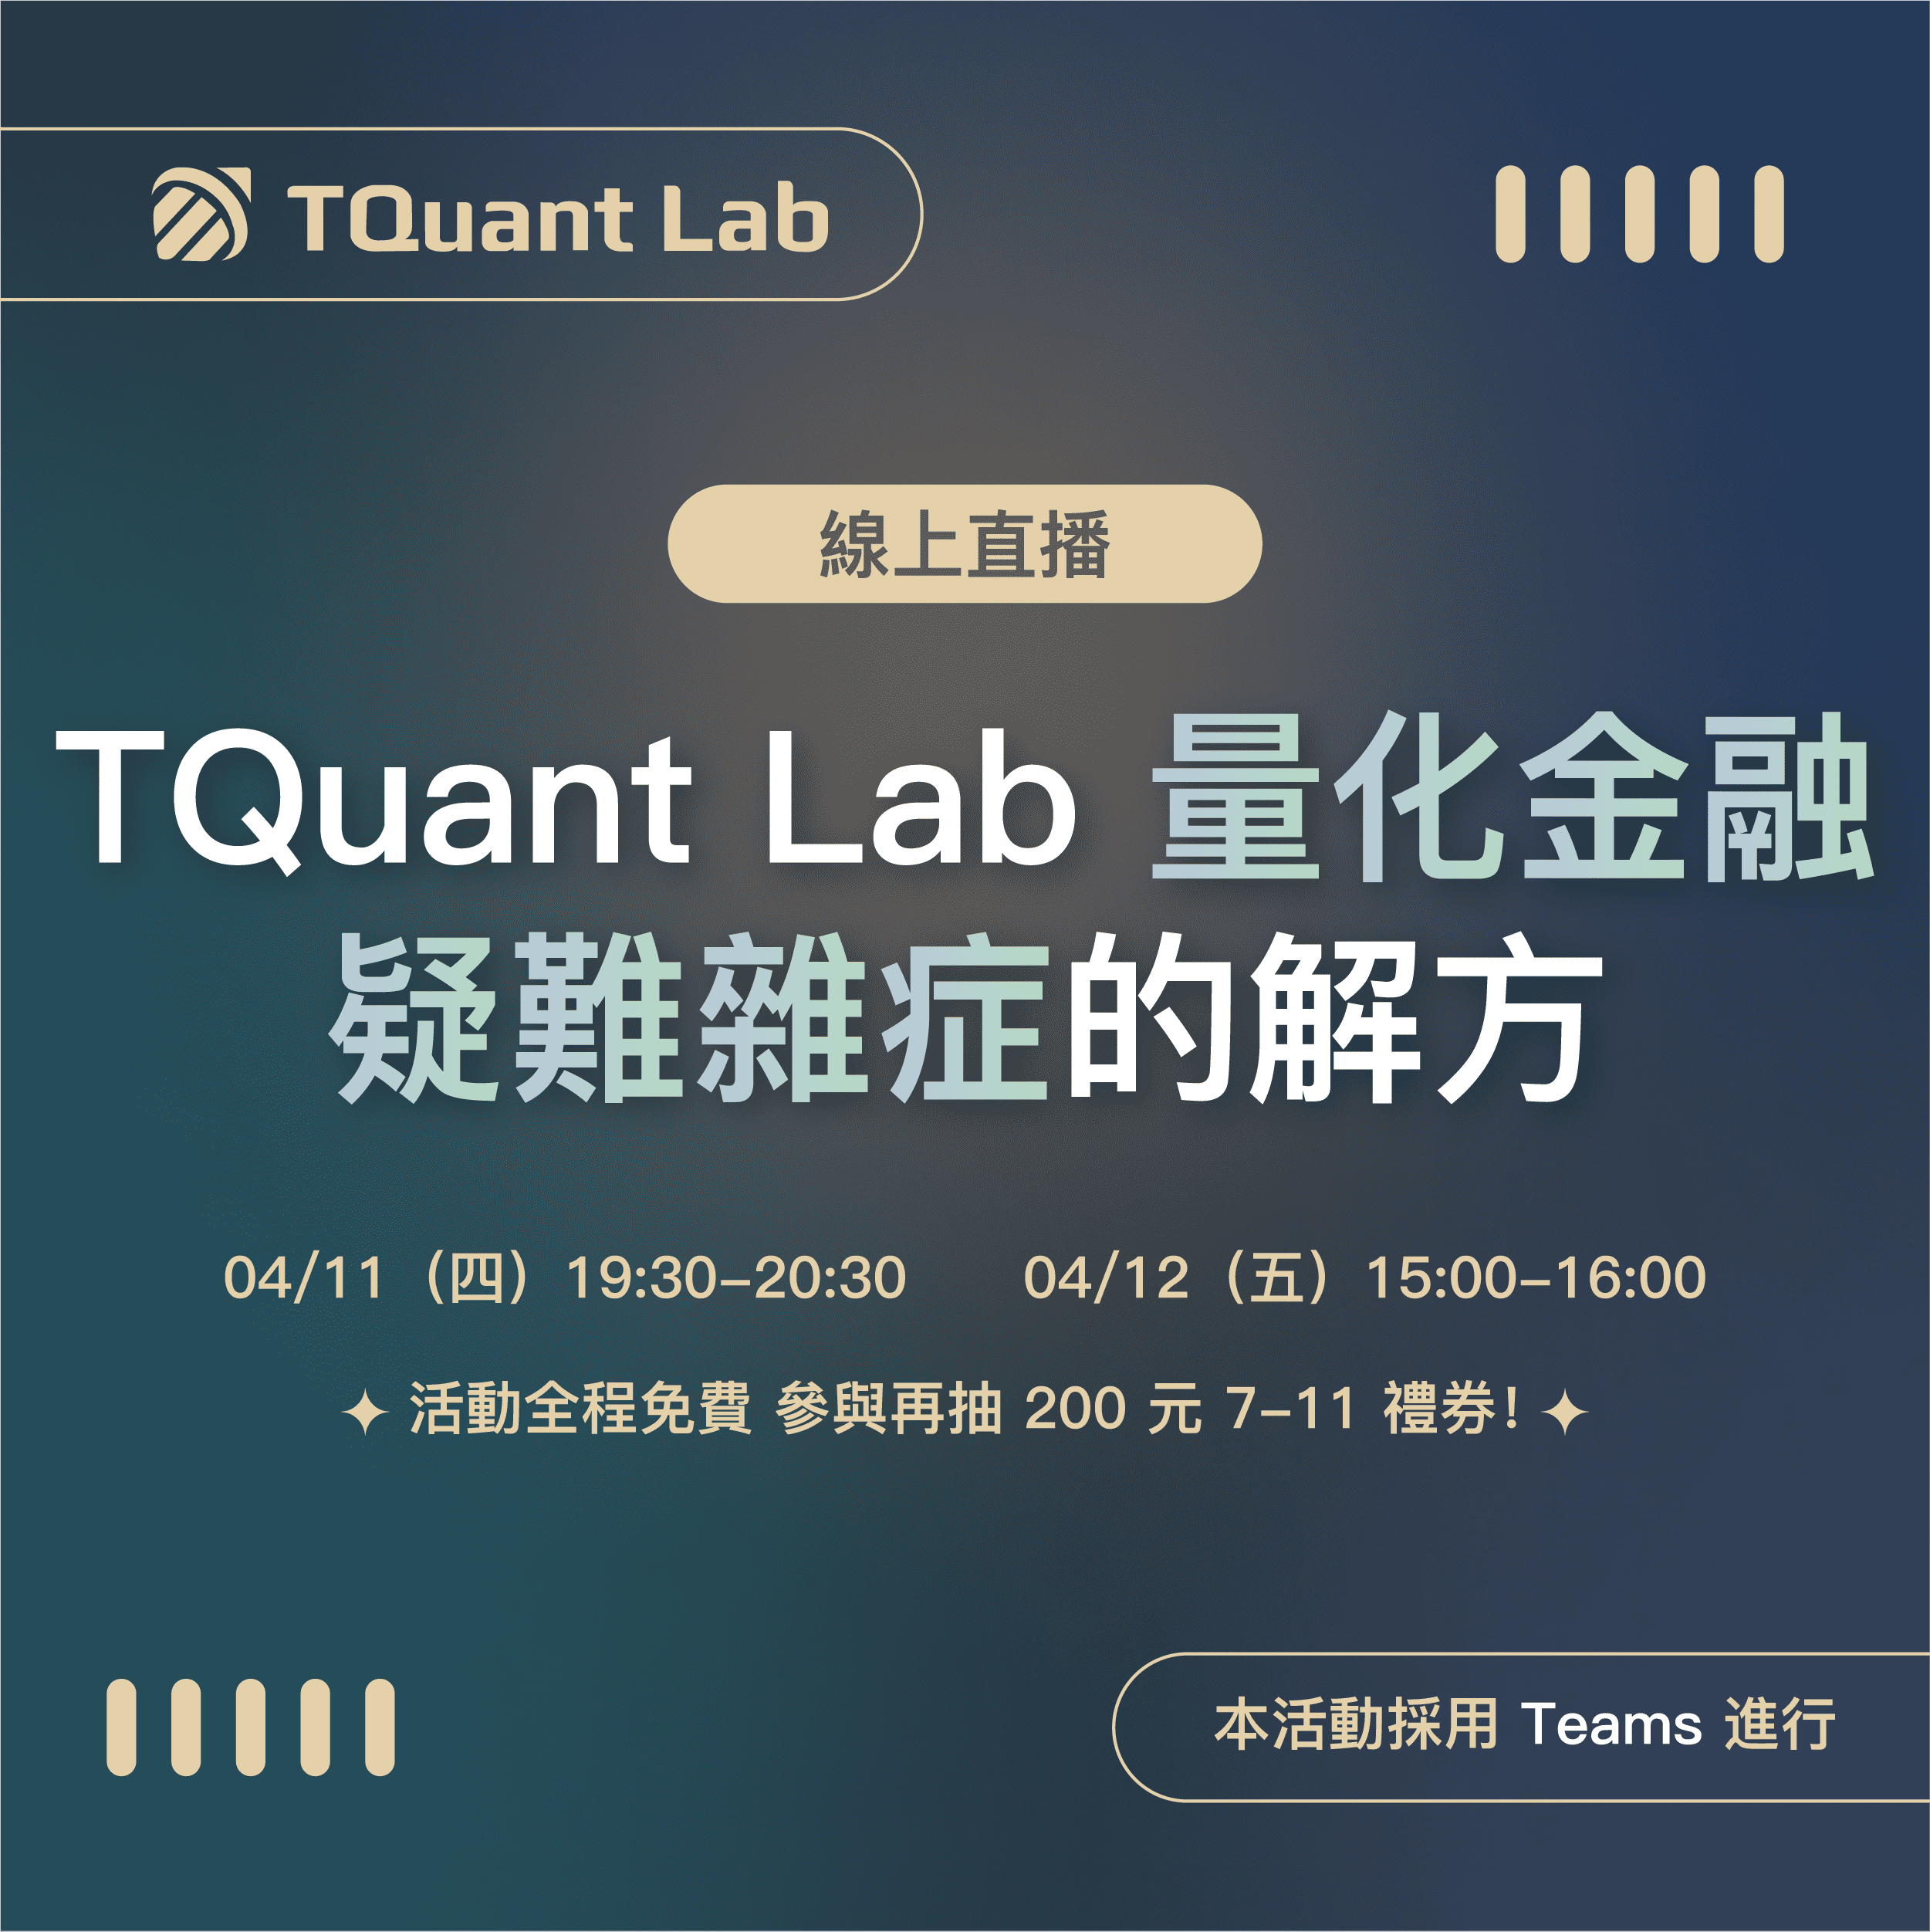 TQuant Lab
線上直播
TQuant Lab 量化金融
疑難雜症的解方
04/11（四）19:30–20:30　04/12（五）15:00–16:00
活動全程免費 參與再抽 200 元 7–11 禮券!
本活動採用 Teams 進行